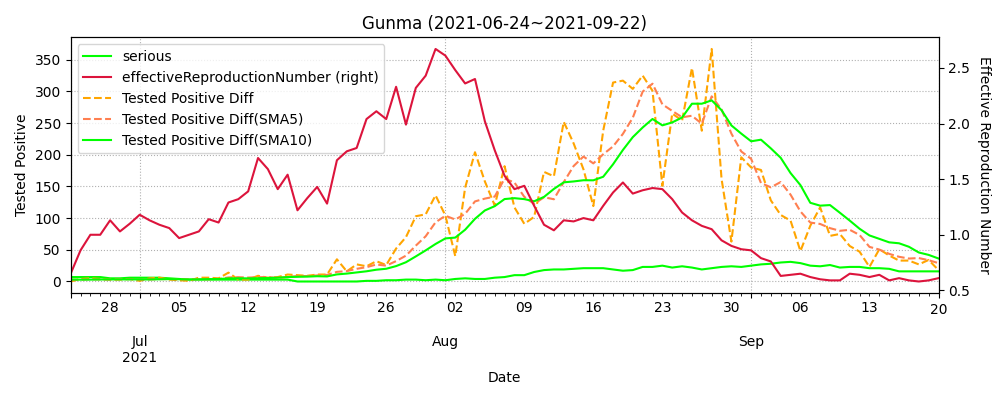 Gunma (2021-06-24~2021-09-22)
serious
effectiveReproductionNumber (right)
Tested Positive Diff
Tested Positive Diff(SMA5)
Tested Positive Diff(SMA10)
Tested Positive
350
300
250
200
150
100
50
0
2.5
2.0
1.5
1.0
0.5
Effective Reproduction Number
28 05 12 19 26 02 09 16 23 30 06 13 20
Jul Aug Sep
2021
Date